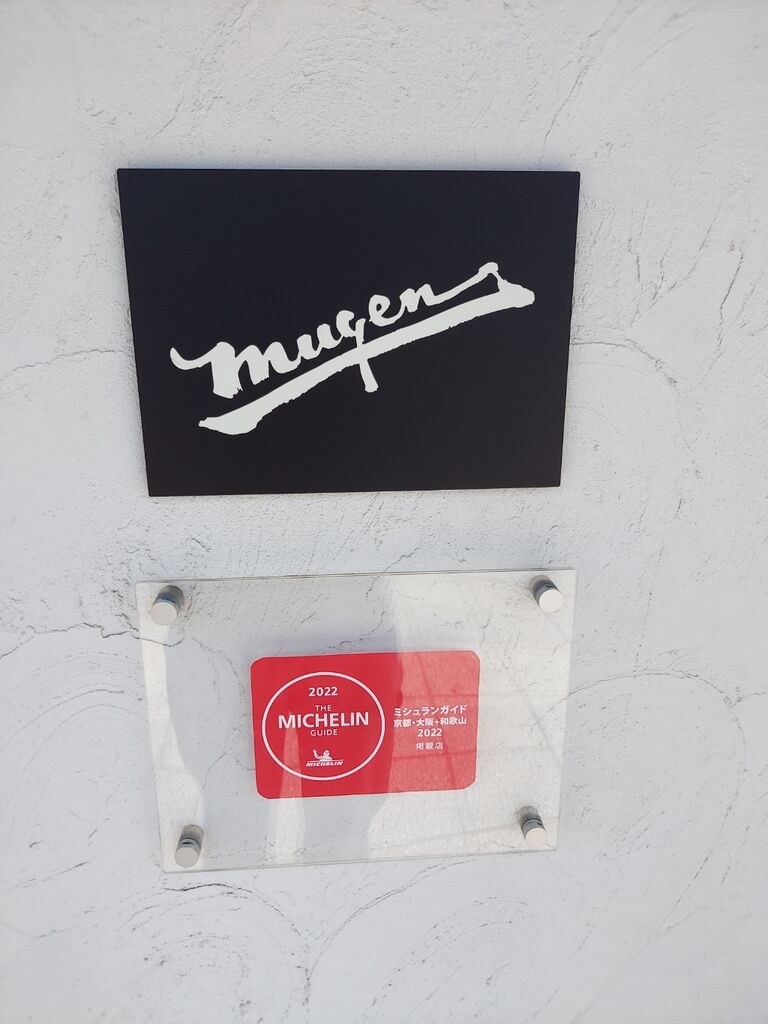 mugen
2022
THE
MICHELIN
GUIDE
MICHELIN
ミシュランガイド
京都・大阪+和歌山
2022
掲載店